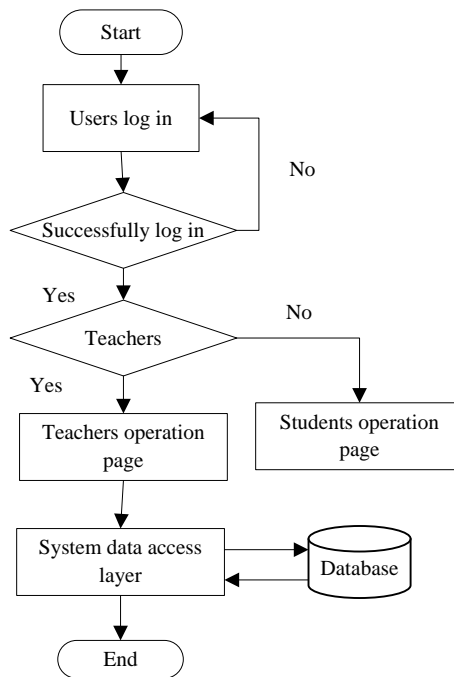 Start
Users log in
No
Successfully log in
Yes
No
Teachers
Yes
Teachers operation
page
Students operation
page
System data access
layer
Database
End